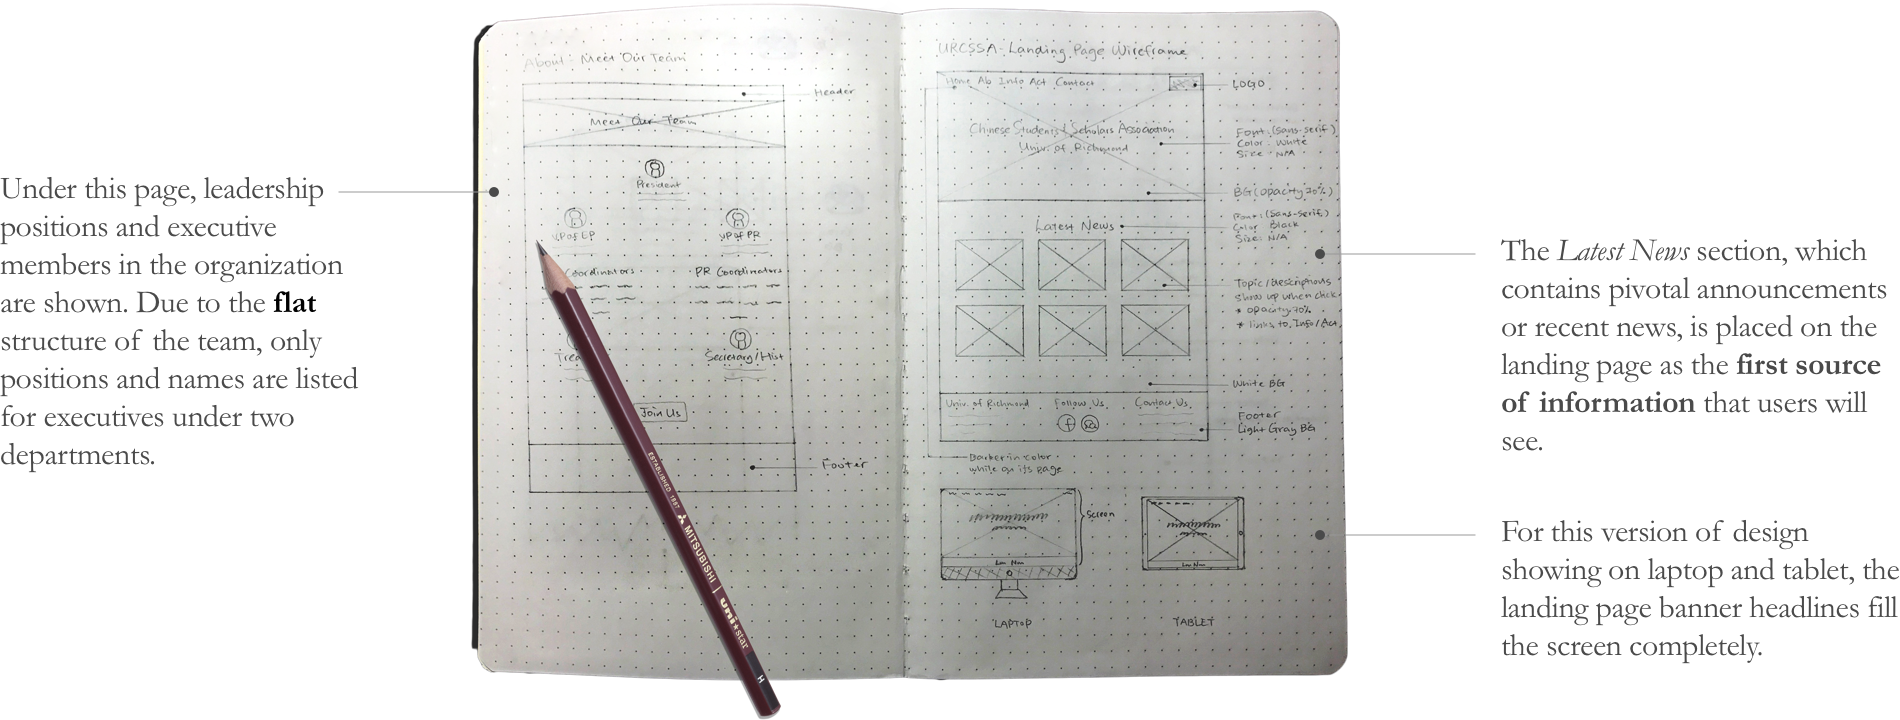 Under this page, leadership
positions and executive
members in the organization
are shown. Due to the flat
structure of the team, only
positions and names are listed
for executives under two
departments.
About: Meet Our Team
Header
Meet Our Team
President
VP of EP
VP of PR
Coordinators
PR Coordinators
Trea
Secretary/Hist
Join Us
Footer
ESTABLISHED 1887
MITSUBISHI
uni star
H
URCSSA-Landing Page Wireframe
Home Ab Info Act Contact
LOGO
Chinese Students / Scholars Association
Univ. of Richmond
Font: (Sans-serif)
Color: White
Size: N/A
BG (Opacity 70%)
Latest News
Font: (Sans-serif)
Color: Black
Size: N/A
Topic/Descriptions
show up when click
* opacity 70%
* links to Info/Act.
White BG
Univ. of Richmond
Follow Us
Contact Us
f
Footer
Light Gray BG
in color
while on its page
Screen
LAPTOP
TABLET
The Latest News section, which
contains pivotal announcements
or recent news, is placed on the
landing page as the first source
of information that users will
see.
For this version of design
showing on laptop and tablet, the
landing page banner headlines fill
the screen completely.